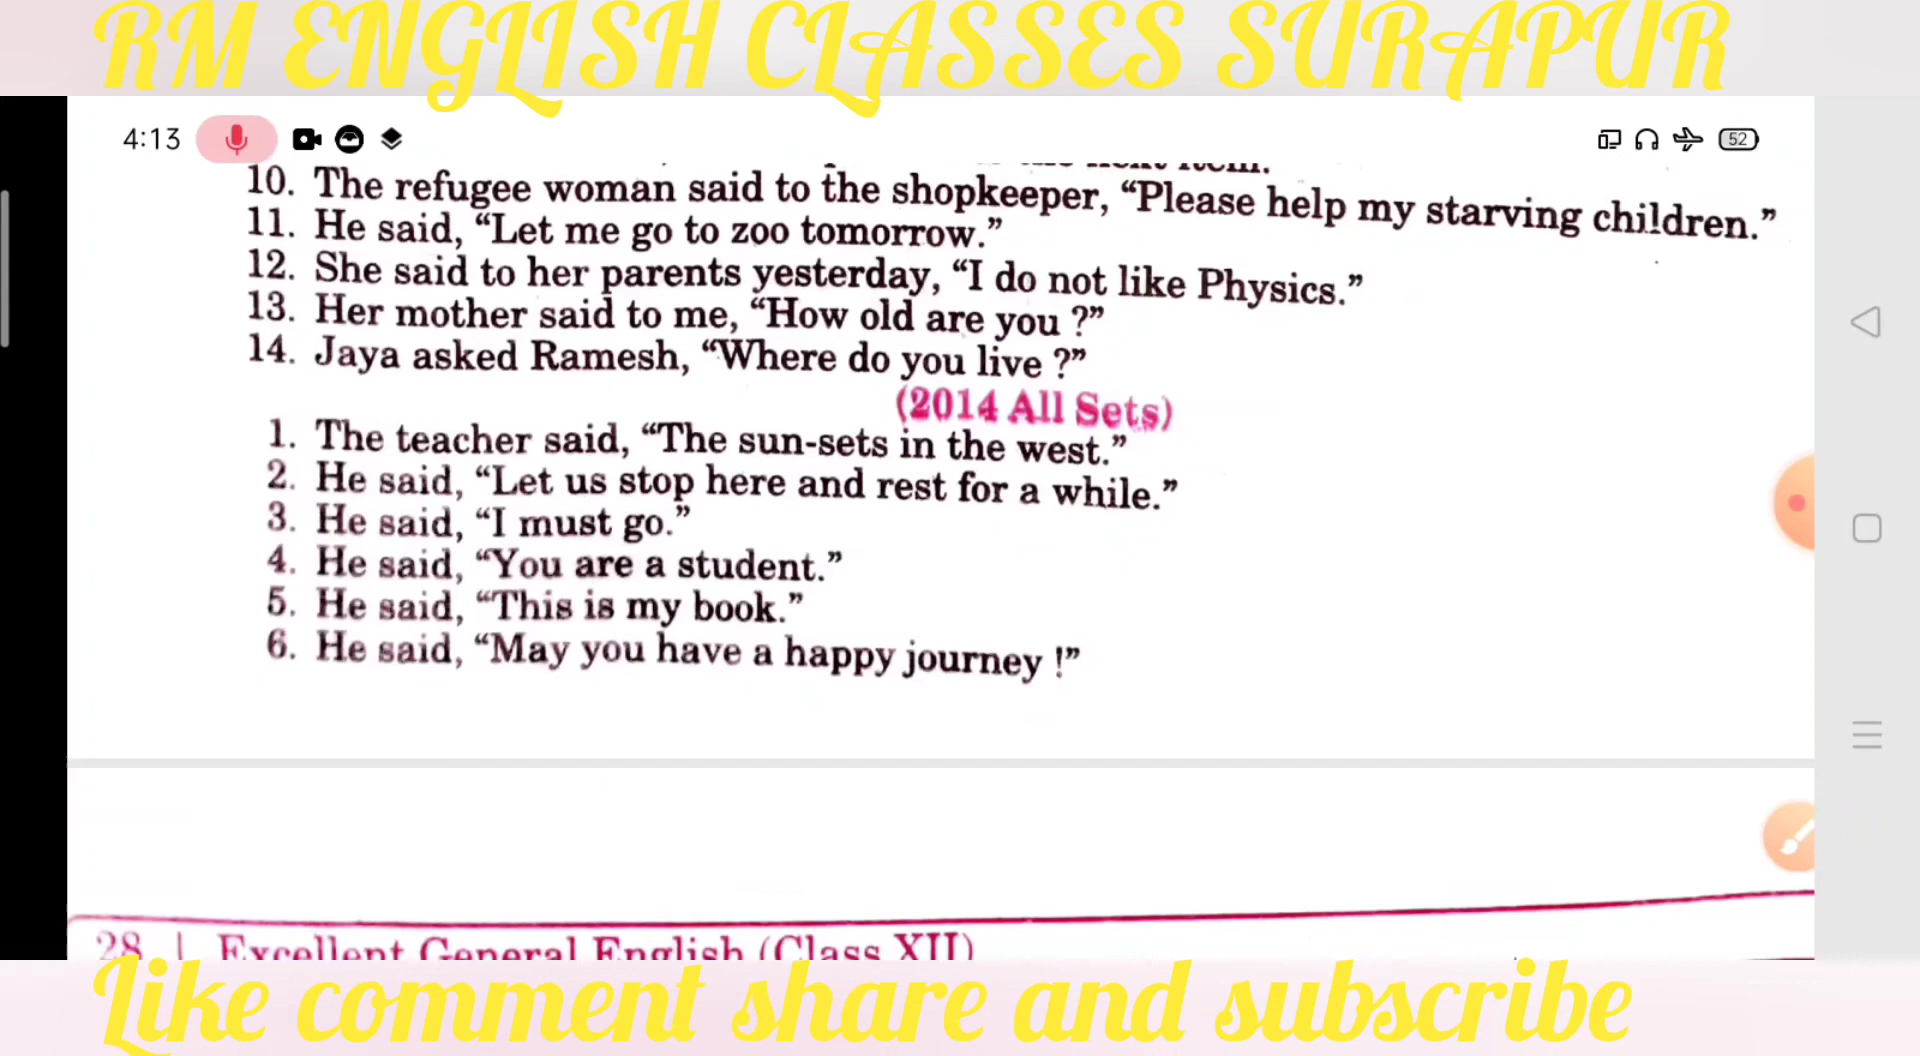 RM ENGLISH CLASSES SURAPUR
4:13
52
10. The refugee woman said to the shopkeeper, “Please help my starving children.”
11. He said, “Let me go to zoo tomorrow.”
12. She said to her parents yesterday, “I do not like Physics.”
13. Her mother said to me, “How old are you ?”
14. Jaya asked Ramesh, “Where do you live ?”
(2014 All Sets)
1. The teacher said, “The sun-sets in the west.”
2. He said, “Let us stop here and rest for a while.”
3. He said, “I must go.”
4. He said, “You are a student.”
5. He said, “This is my book.”
6. He said, “May you have a happy journey !”
28 | Excellent General English (Class XII)
Like comment share and subscribe